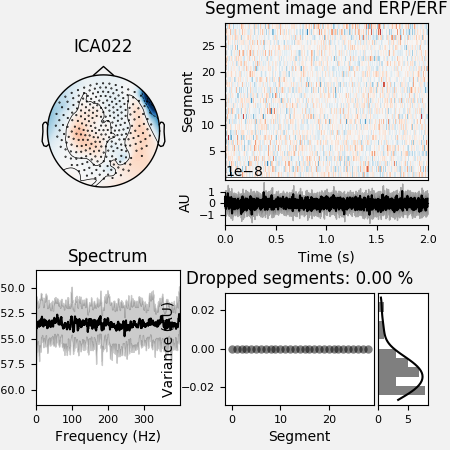 Segment image and ERP/ERF
ICA022
Segment
25
20
15
10
5
1e−8
AU
1
0
−1
0.0 0.5 1.0 1.5 2.0
Time (s)
Spectrum
Dropped segments: 0.00 %
50.0
52.5
55.0
57.5
60.0
0 100 200 300
Frequency (Hz)
0.02
0.00
−0.02
0 10 20
Segment
0 5